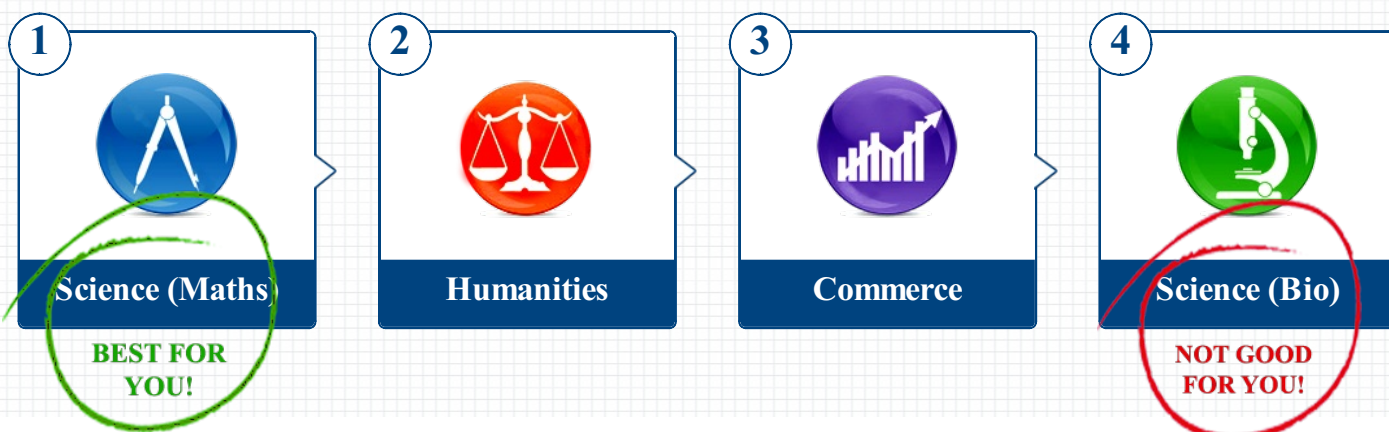 1
2
3
4
Science (Maths)
Humanities
Commerce
Science (Bio)
BEST FOR
YOU!
NOT GOOD
FOR YOU!